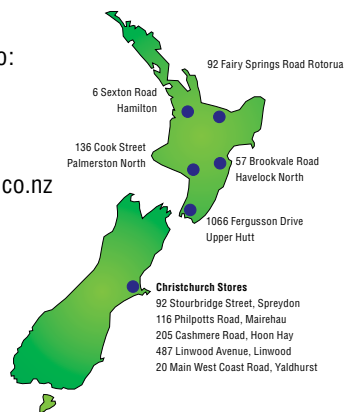 o:
92 Fairy Springs Road Rotorua
6 Sexton Road
Hamilton
136 Cook Street
Palmerston North
57 Brookvale Road
Havelock North
co.nz
1066 Fergusson Drive
Upper Hutt
Christchurch Stores
92 Stourbridge Street, Spreydon
116 Philpotts Road, Mairehau
205 Cashmere Road, Hoon Hay
487 Linwood Avenue, Linwood
20 Main West Coast Road, Yaldhurst